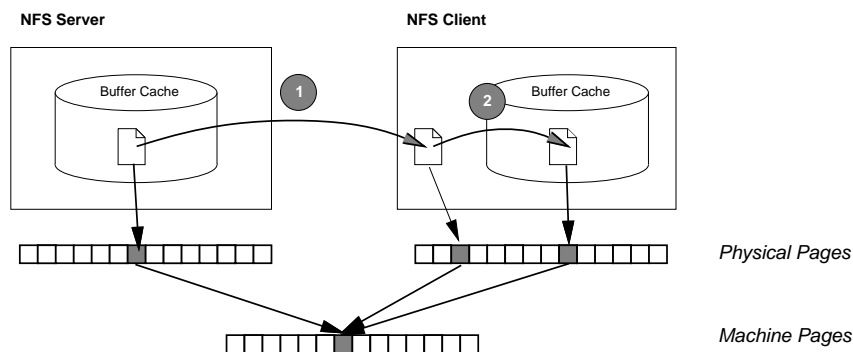 NFS Server
NFS Client
Buffer Cache
1
2
Buffer Cache
Physical Pages
Machine Pages